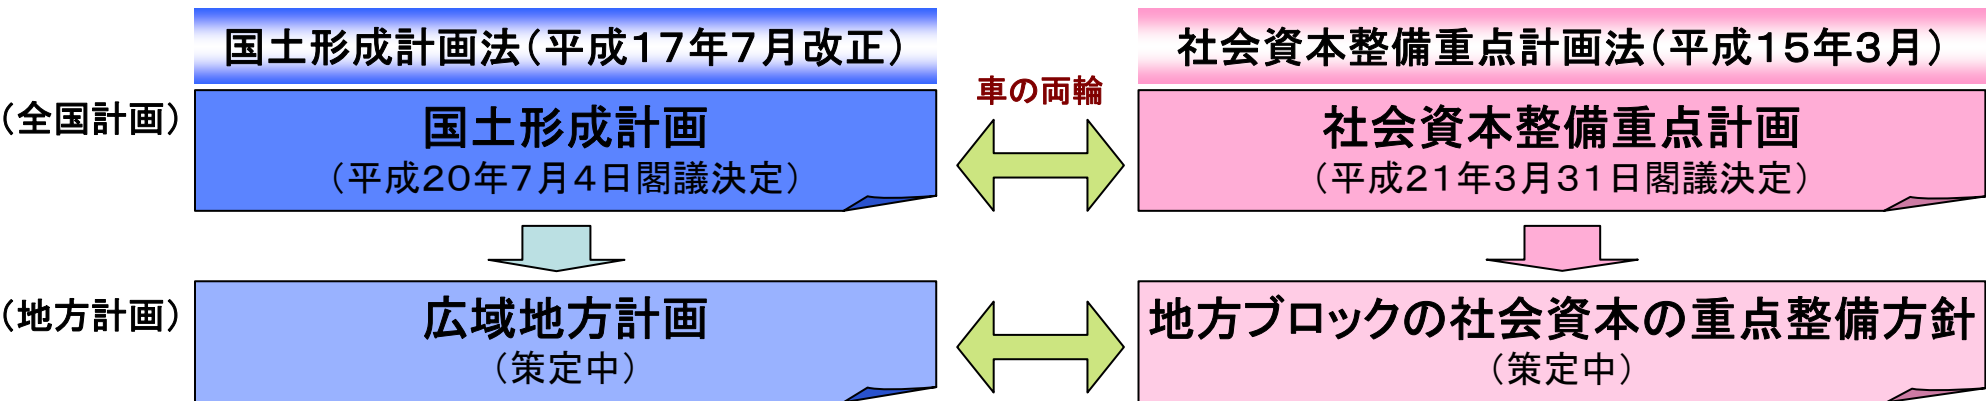 国土形成計画法(平成17年7月改正)
社会資本整備重点計画法(平成15年3月)
車の両輪
(全国計画)
国土形成計画
(平成20年7月4日閣議決定)
社会資本整備重点計画
(平成21年3月31日閣議決定)
(地方計画)
広域地方計画
(策定中)
地方ブロックの社会資本の重点整備方針
(策定中)